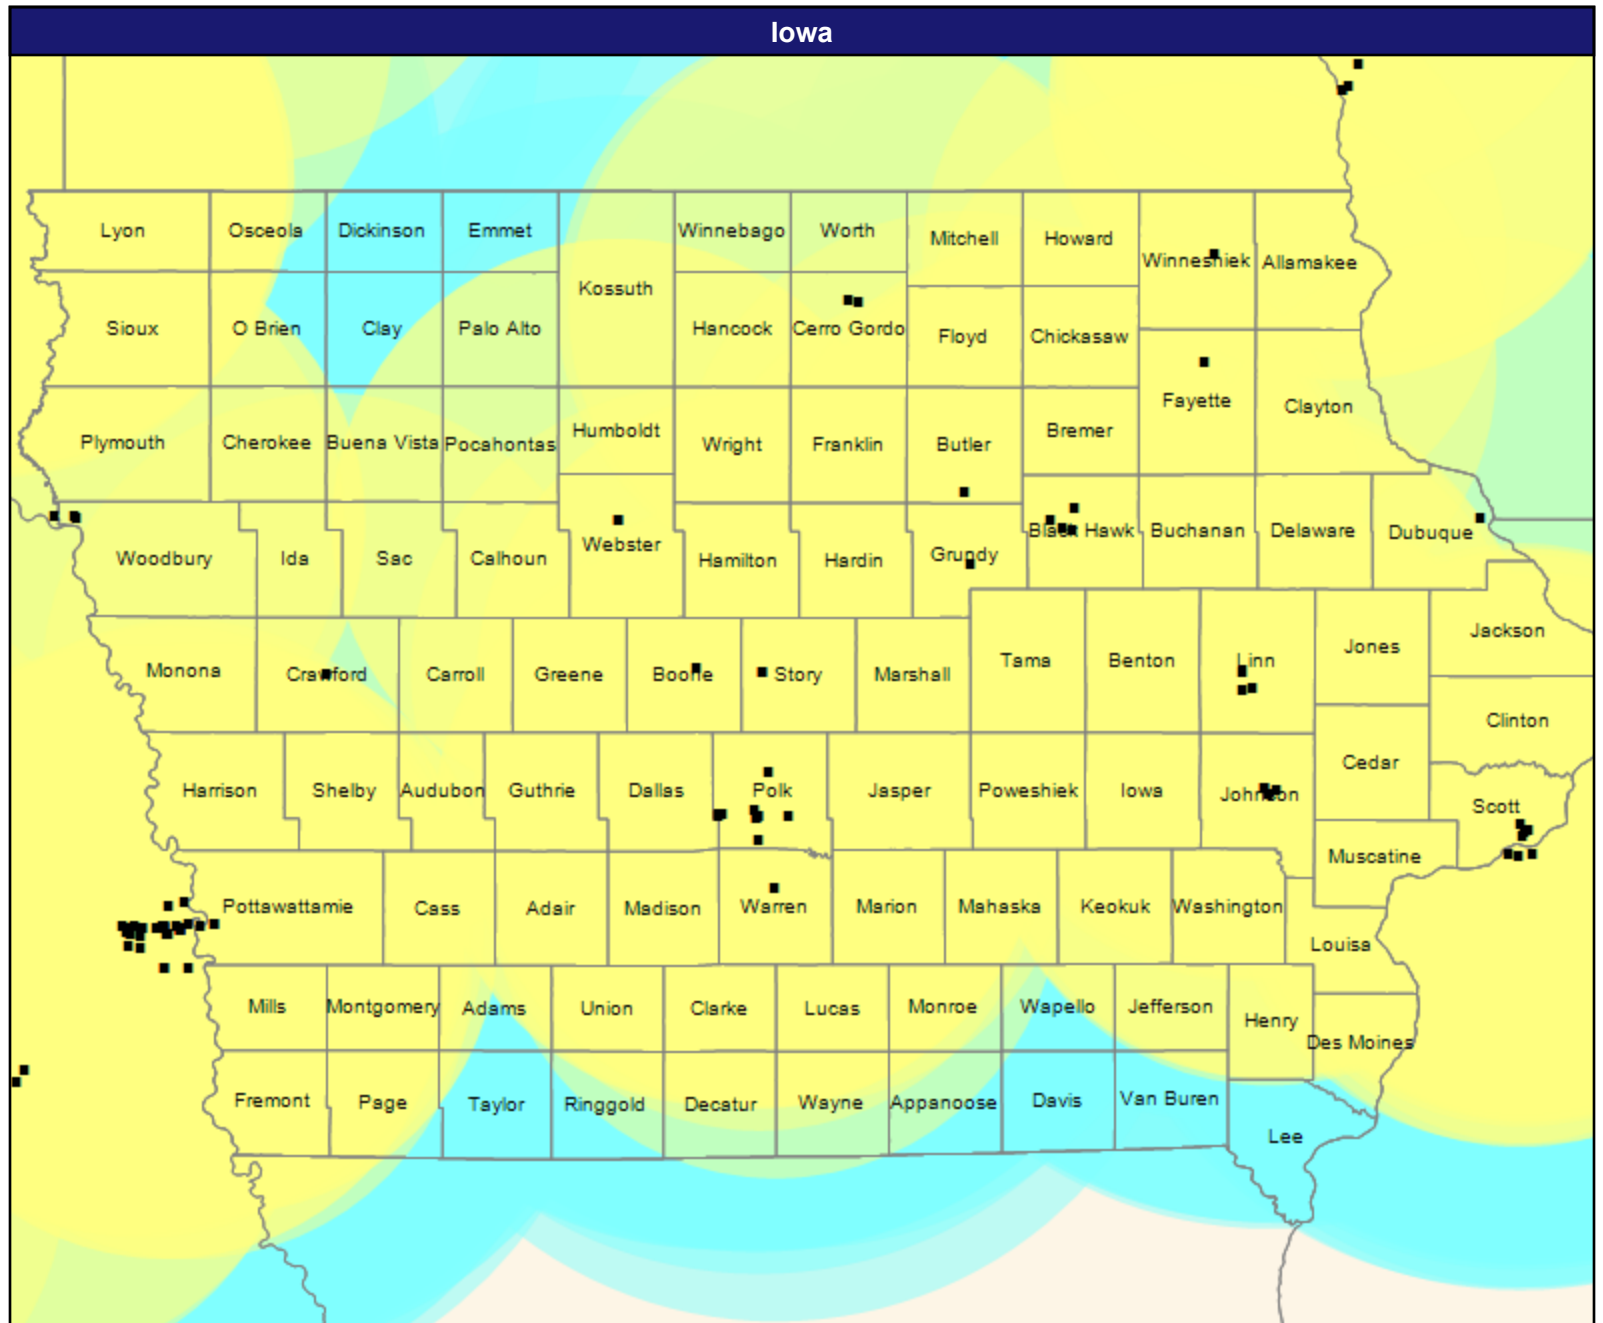 Iowa
Lyon
Osceola
Dickinson
Emmet
Winnebago
Worth
Mitchell
Howard
Winneshiek
Allamakee
Kossuth
Sioux
O Brien
Clay
Palo Alto
Hancock
Cerro Gordo
Floyd
Chickasaw
Fayette
Clayton
Plymouth
Cherokee
Buena Vista
Pocahontas
Humboldt
Wright
Franklin
Butler
Bremer
Woodbury
Ida
Sac
Calhoun
Webster
Hamilton
Hardin
Grundy
Black Hawk
Buchanan
Delaware
Dubuque
Monona
Crawford
Carroll
Greene
Boone
Story
Marshall
Tama
Benton
Linn
Jones
Jackson
Clinton
Cedar
Harrison
Shelby
Audubon
Guthrie
Dallas
Polk
Jasper
Poweshiek
Iowa
Johnson
Scott
Muscatine
Pottawattamie
Cass
Adair
Madison
Warren
Marion
Mahaska
Keokuk
Washington
Louisa
Mills
Montgomery
Adams
Union
Clarke
Lucas
Monroe
Wapello
Jefferson
Henry
Des Moines
Fremont
Page
Taylor
Ringgold
Decatur
Wayne
Appanoose
Davis
Van Buren
Lee